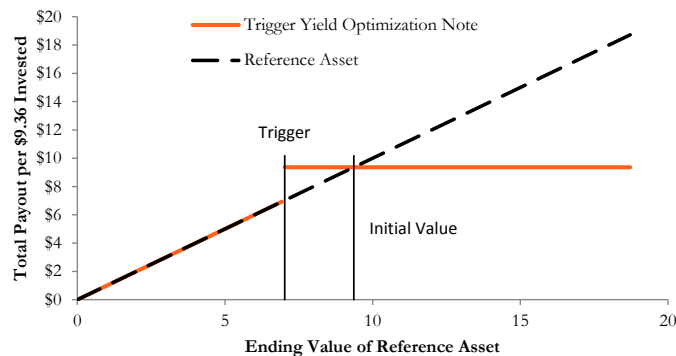 Total Payout per $9.36 Invested
$20
$18
$16
$14
$12
$10
$8
$6
$4
$2
$0
Trigger Yield Optimization Note
Reference Asset
Trigger
Initial Value
0
5
10
15
20
Ending Value of Reference Asset